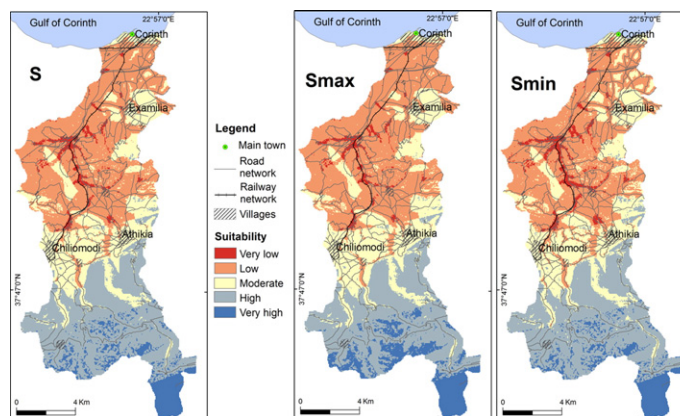 22°57'0"E
Gulf of Corinth
Corinth
S
Examilia
Athikia
Chiliomodi
37°47'0"N
0 4 Km
Legend
Main town
Road
network
Railway
network
Villages
Suitability
Very low
Low
Moderate
High
Very high
22°57'0"E
Gulf of Corinth
Corinth
Smax
Examilia
Athikia
Chiliomodi
37°47'0"N
0 4 Km
22°57'0"E
Gulf of Corinth
Corinth
Smin
Examilia
Athikia
Chiliomodi
37°47'0"N
0 4 Km